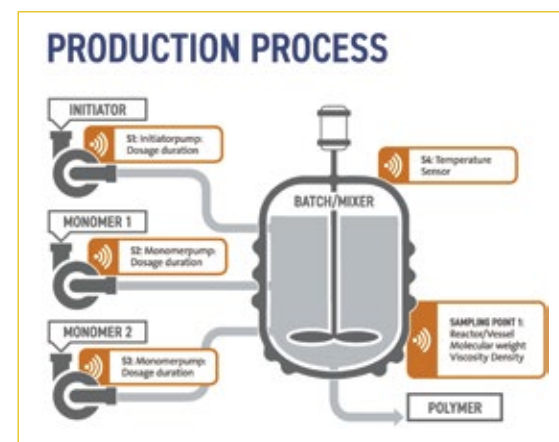 PRODUCTION PROCESS
INITIATOR
S1: Initiatorpump:
Dosage duration
S4: Temperature
Sensor
BATCH/MIXER
MONOMER 1
S2: Monomerpump:
Dosage duration
MONOMER 2
S3: Monomerpump:
Dosage duration
SAMPLING POINT 1:
Reactor/Vessel
Molecular weight
Viscosity Density
POLYMER